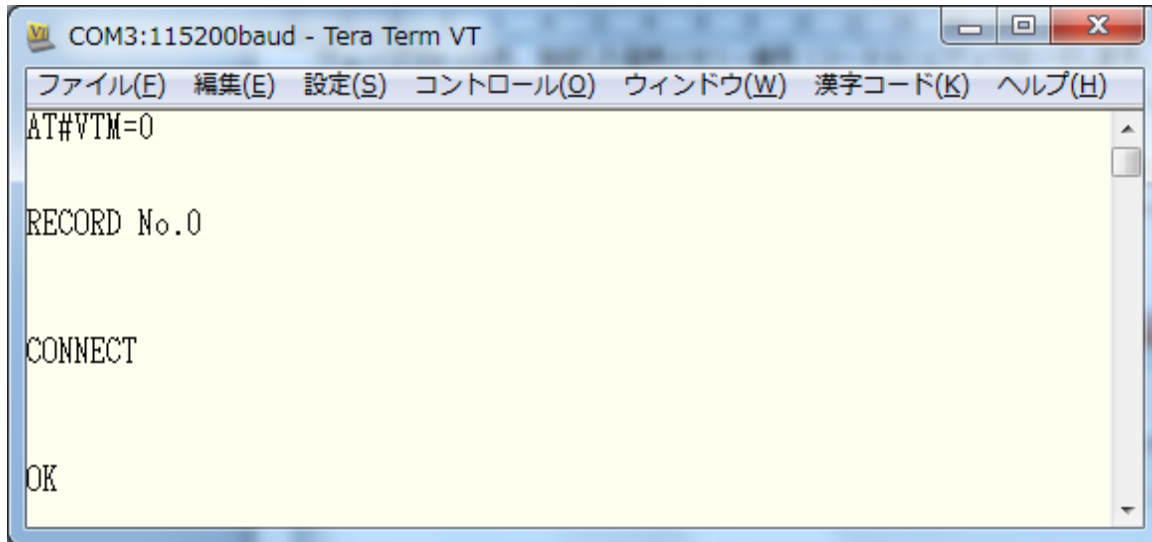 COM3:115200baud - Tera Term VT
ファイル(F) 編集(E) 設定(S) コントロール(O) ウィンドウ(W) 漢字コード(K) ヘルプ(H)
AT#VTM=0
RECORD No.0
CONNECT
OK